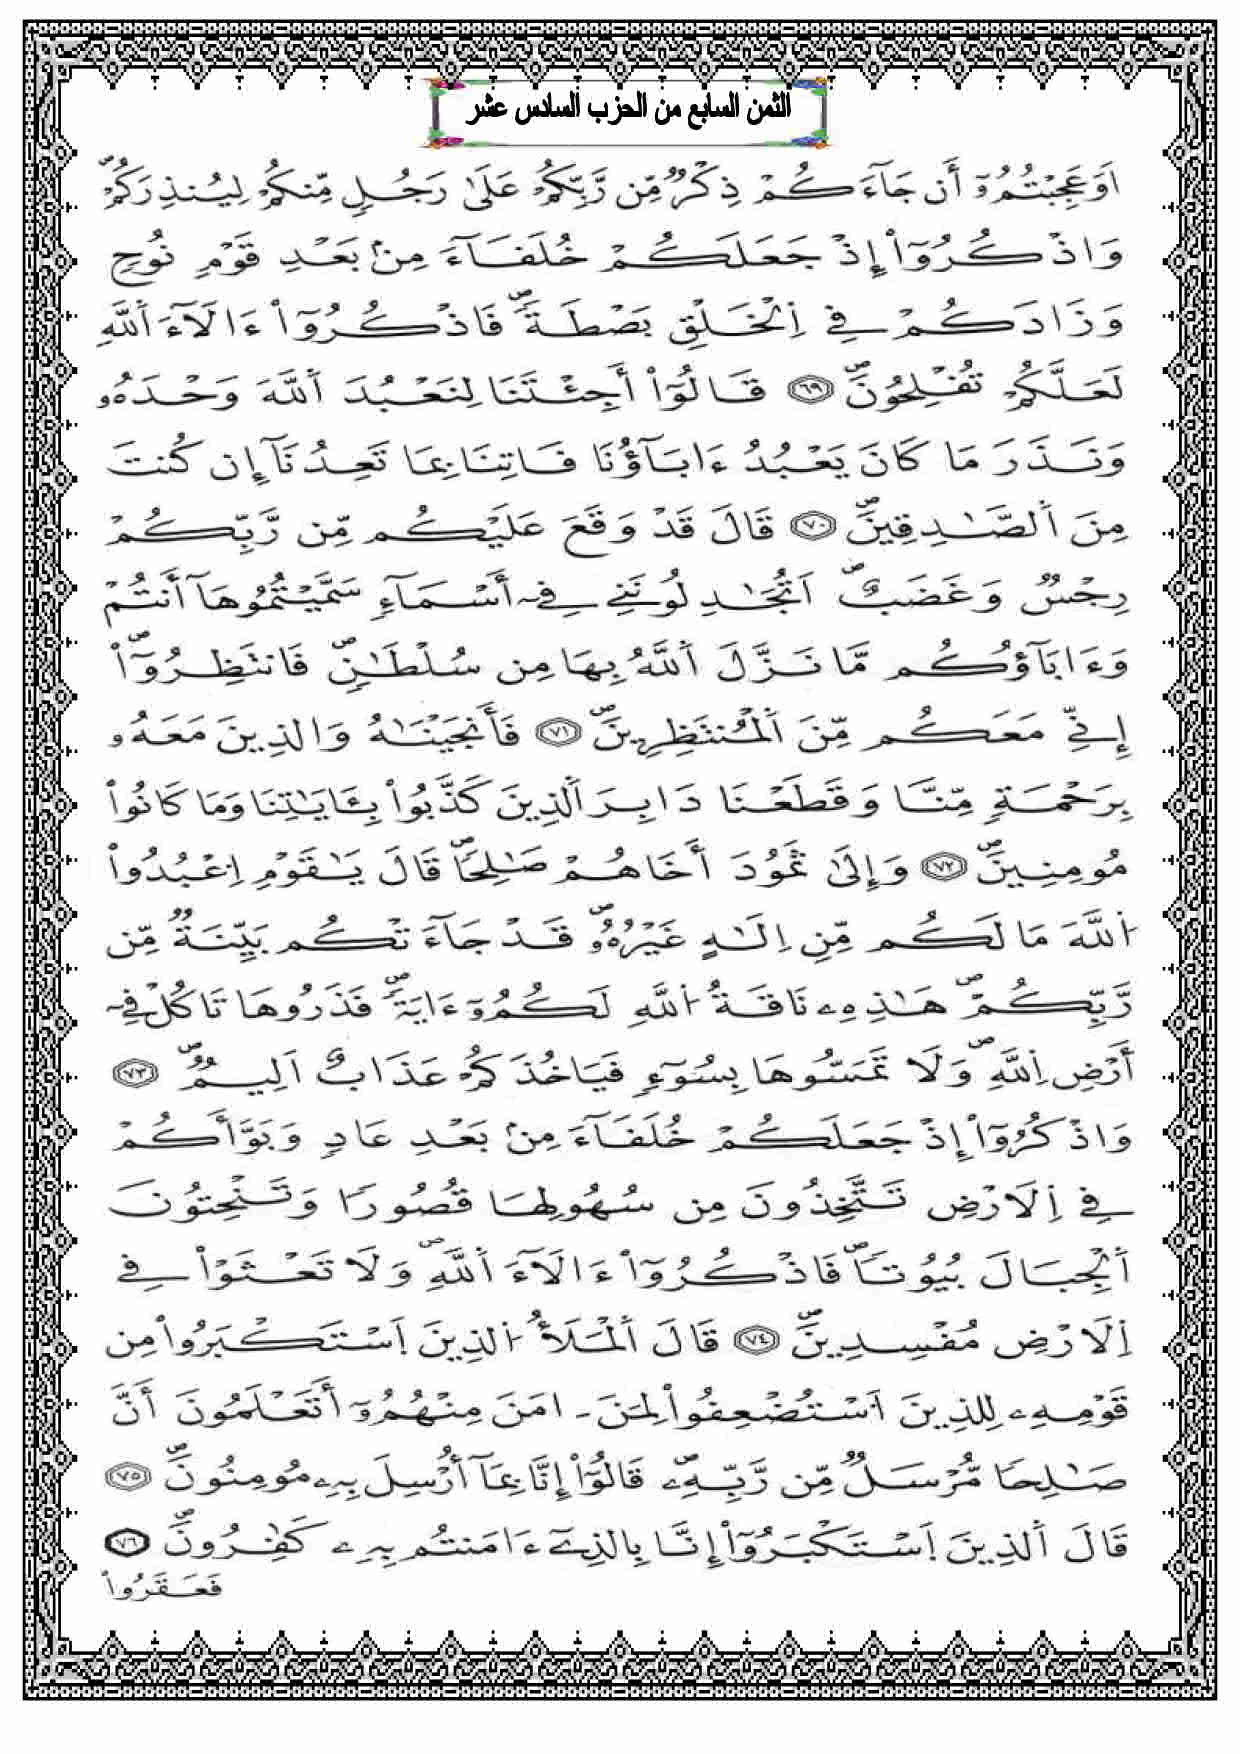 الثمن السابع من الحزب السادس عشر
اَوَعَجِبْتُمُۥٓ أَن جَآءَكُمْ ذِكْرٌ مِّن رَّبِّكُمْ عَلَىٰ رَجُلٍ مِّنكُمْ لِيُنذِرَكُمْۖ
وَاذْكُرُوٓاْ إِذْ جَعَلَكُمْ خُلَفَآءَ مِنۢ بَعْدِ قَوْمِ نُوحٍ
وَزَادَكُمْ فِي اِ۬لْخَلْقِ بَصْطَةٗۖ فَاذْكُرُوٓاْ ءَالَآءَ اَ۬للَّهِ
لَعَلَّكُمْ تُفْلِحُونَۖ ٦٩ قَالُوٓاْ أَجِئْتَنَا لِنَعْبُدَ اَ۬للَّهَ وَحْدَهُۥ
وَنَذَرَ مَا كَانَ يَعْبُدُ ءَابَآؤُنَا فَاتِنَا بِمَا تَعِدُنَآ إِن كُنتَ
مِنَ اَ۬لصَّٰدِقِينَۖ ٧٠ قَالَ قَدْ وَقَعَ عَلَيْكُم مِّن رَّبِّكُمْ
رِجْسٌ وَغَضَبٌۖ اَتُجَٰدِلُونَنِي فِيٓ أَسْمَآءٍ سَمَّيْتُمُوهَآ أَنتُمْ
وَءَابَآؤُكُم مَّا نَزَّلَ اَ۬للَّهُ بِهَا مِن سُلْطَٰنٍۖ فَانتَظِرُوٓاْۖ
إِنِّي مَعَكُم مِّنَ اَ۬لْمُنتَظِرِينَۖ ٧١ فَأَنجَيْنَٰهُ وَالذِينَ مَعَهُۥ
بِرَحْمَةٍ مِّنَّا وَقَطَعْنَا دَابِرَ اَ۬لذِينَ كَذَّبُواْ بِـَٔايَٰتِنَا وَمَا كَانُواْ
مُومِنِينَۖ ٧٢ وَإِلَىٰ ثَمُودَ أَخَاهُمْ صَٰلِحاٗۖ قَالَ يَٰقَوْمِ اِ۟عْبُدُواْ
اُ۬للَّهَ مَا لَكُم مِّنِ اِلَٰهٍ غَيْرُهُۥۖ قَدْ جَآءَتْكُم بَيِّنَةٌ مِّن
رَّبِّكُمْۖ هَٰذِهِۦ نَاقَةُ اُ۬للَّهِ لَكُمُۥٓ ءَايَةٗۖ فَذَرُوهَا تَاكُلْ فِيٓ
أَرْضِ اِ۬للَّهِۖ وَلَا تَمَسُّوهَا بِسُوٓءٍ فَيَاخُذَكُمْ عَذَابٌ اَلِيمٌۖ ٧٣
وَاذْكُرُوٓاْ إِذْ جَعَلَكُمْ خُلَفَآءَ مِنۢ بَعْدِ عَادٍ وَبَوَّأَكُمْ
فِي اِ۬لَارْضِ تَتَّخِذُونَ مِن سُهُولِهَا قُصُوراٗ وَتَنْحِتُونَ
اَ۬لْجِبَالَ بُيُوتاٗۖ فَاذْكُرُوٓاْ ءَالَآءَ اَ۬للَّهِۖ وَلَا تَعْثَوْاْ فِي
اِ۬لَارْضِ مُفْسِدِينَۖ ٧٤ قَالَ اَ۬لْمَلَأُ اُ۬لذِينَ اَ۪سْتَكْبَرُواْ مِن
قَوْمِهِۦ لِلذِينَ اَ۟سْتُضْعِفُواْ لِمَنَ ـ امَنَ مِنْهُمُۥٓ أَتَعْلَمُونَ أَنَّ
صَٰلِحاٗ مُّرْسَلٌ مِّن رَّبِّهِۦۖ قَالُوٓاْ إِنَّا بِمَآ أُرْسِلَ بِهِۦ مُومِنُونَۖ ٧٥
قَالَ اَ۬لذِينَ اَ۪سْتَكْبَرُوٓاْ إِنَّا بِالذِيٓ ءَامَنتُم بِهِۦ كَٰفِرُونَۖ ٧٦
فَعَقَرُواْ